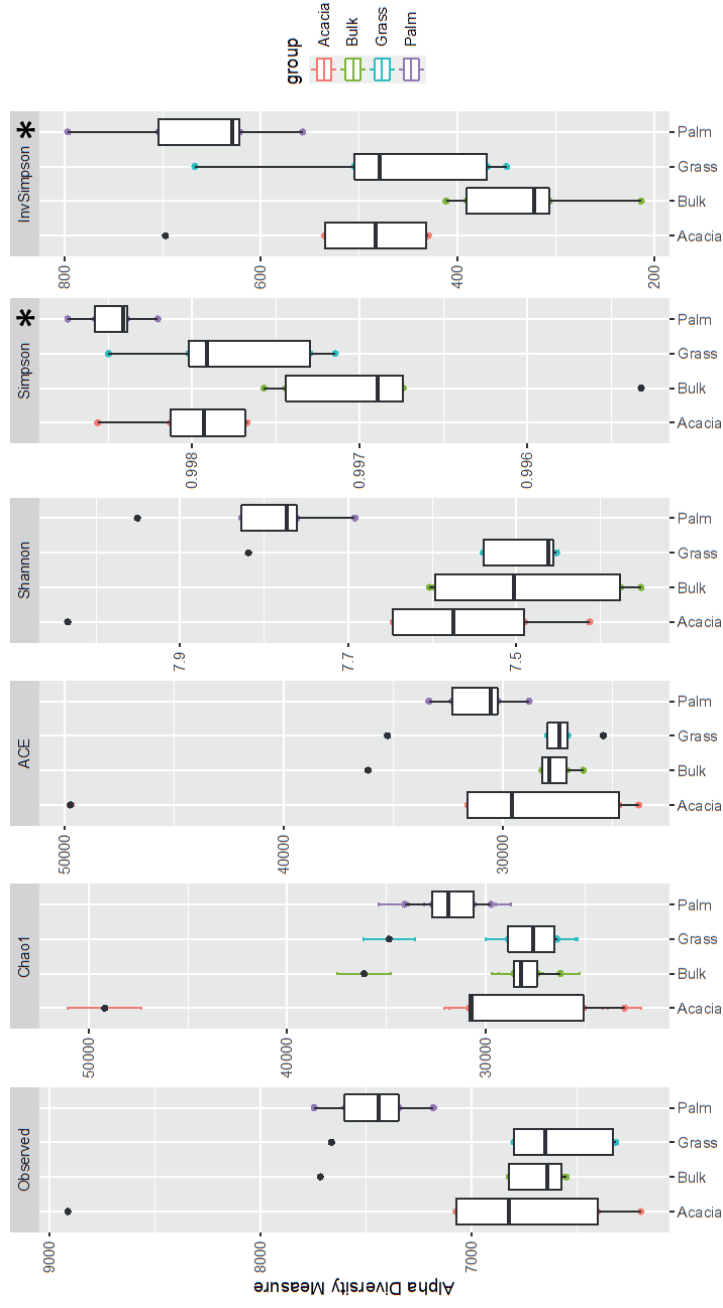 Alpha Diversity Measure
Observed
9000
8000
7000
Acacia
Bulk
Grass
Palm
Chao1
50000
40000
30000
Acacia
Bulk
Grass
Palm
ACE
50000
40000
30000
Acacia
Bulk
Grass
Palm
Shannon
7.9
7.7
7.5
Acacia
Bulk
Grass
Palm
Simpson
*
0.998
0.997
0.996
Acacia
Bulk
Grass
Palm
InvSimpson
*
800
600
400
200
Acacia
Bulk
Grass
Palm
group
Acacia
Bulk
Grass
Palm